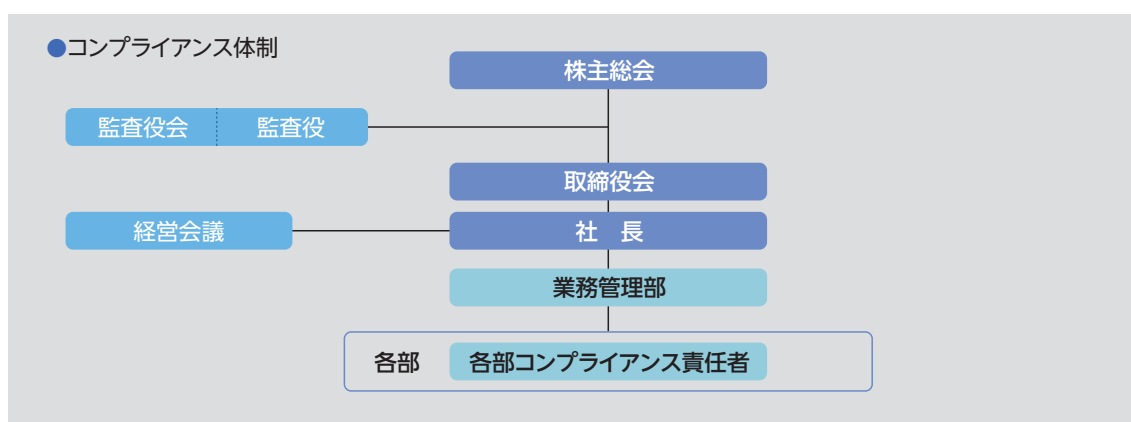 ●コンプライアンス体制
株主総会
監査役会 監査役
取締役会
経営会議
社 長
業務管理部
各部 各部コンプライアンス責任者